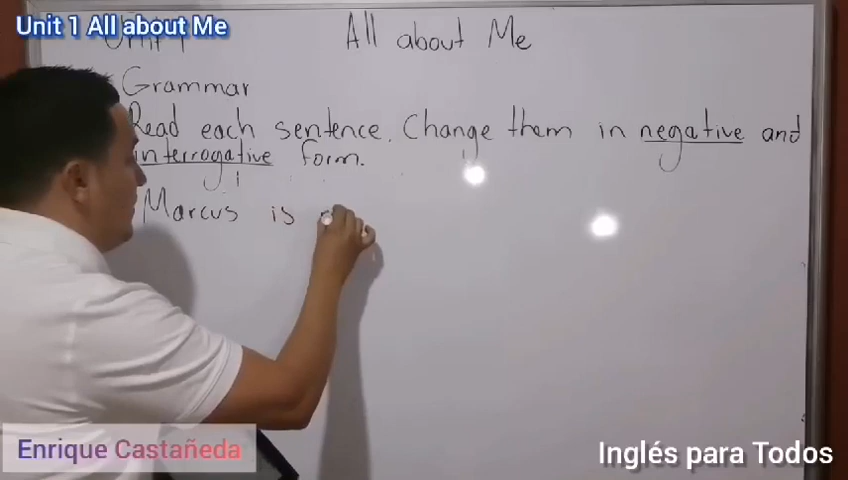 Unit 1 All about Me
All about Me
Grammar
Read each sentence. Change them in negative and
interrogative form.
Marcus is
Enrique Castañeda
Inglés para Todos